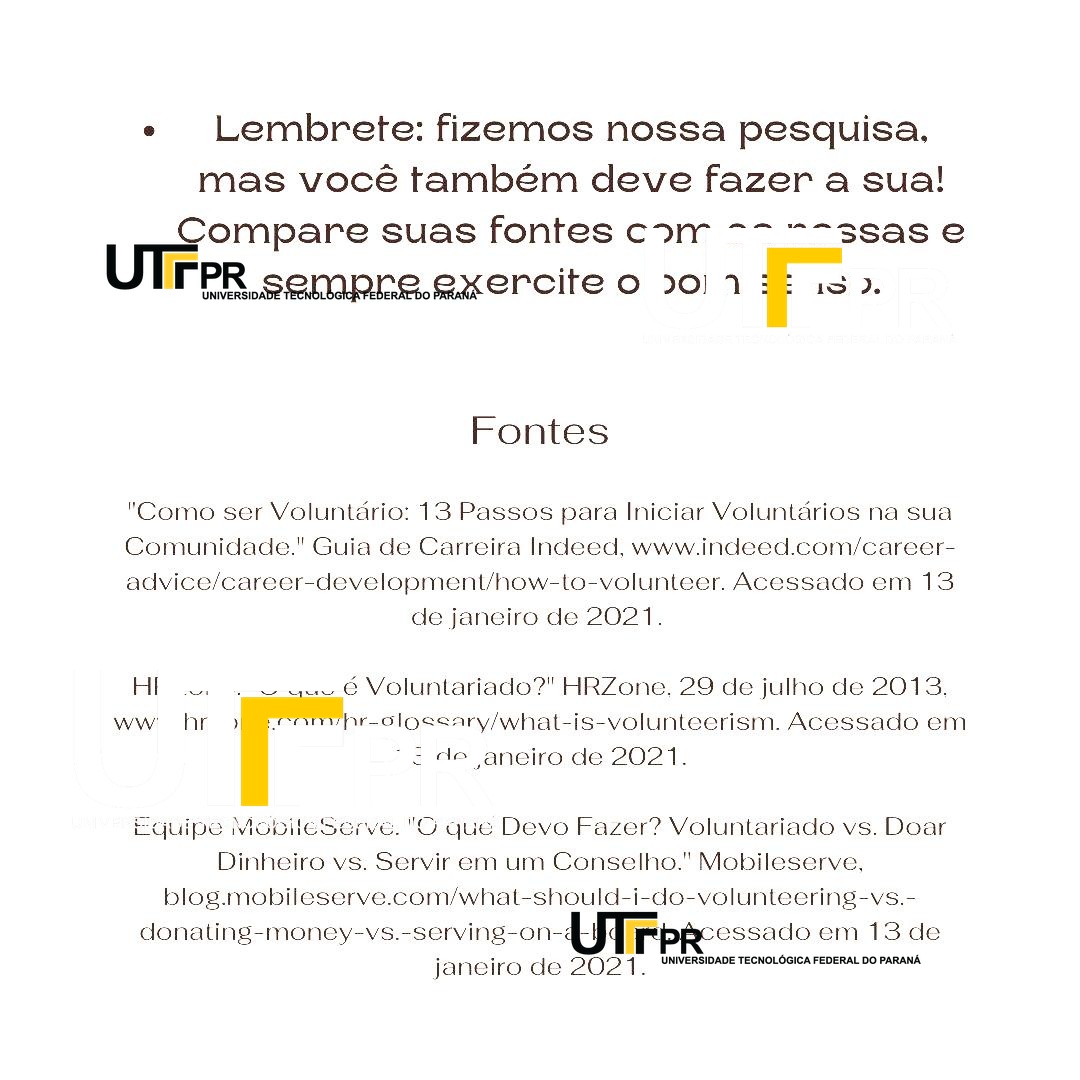 • Lembrete: fizemos nossa pesquisa,
mas você também deve fazer a sua!
Compare suas fontes com as nossas e
sempre exercite o bom senso.
UTFPR
UNIVERSIDADE TECNOLÓGICA FEDERAL DO PARANÁ
Fontes
"Como ser Voluntário: 13 Passos para Iniciar Voluntários na sua
Comunidade." Guia de Carreira Indeed, www.indeed.com/career-
advice/career-development/how-to-volunteer. Acessado em 13
de janeiro de 2021.
"O que é Voluntariado?" HRZone, 29 de julho de 2013,
www.hrzone.com/hr-glossary/what-is-volunteerism. Acessado em
13 de janeiro de 2021.
Equipe MobileServe. "O que Devo Fazer? Voluntariado vs. Doar
Dinheiro vs. Servir em um Conselho." Mobileserve,
blog.mobileserve.com/what-should-i-do-volunteering-vs.-
donating-money-vs.-serving-on-a-board. Acessado em 13 de
janeiro de 2021.
UTFPR
UNIVERSIDADE TECNOLÓGICA FEDERAL DO PARANÁ